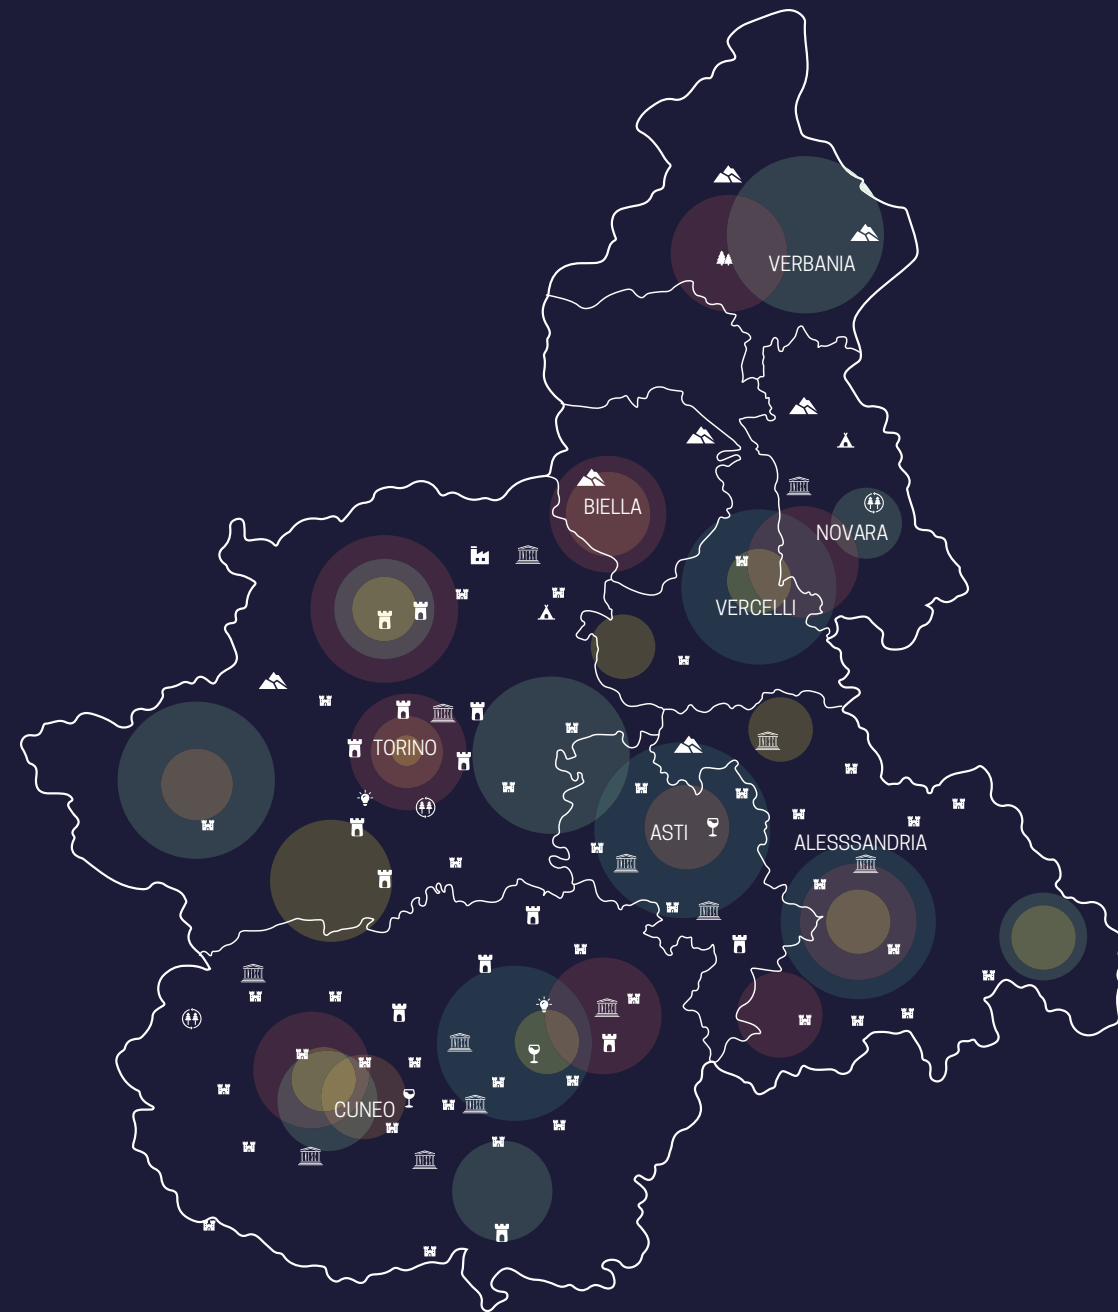 VERBANIA
BIELLA
NOVARA
VERCELLI
TORINO
ASTI
ALESSSANDRIA
CUNEO